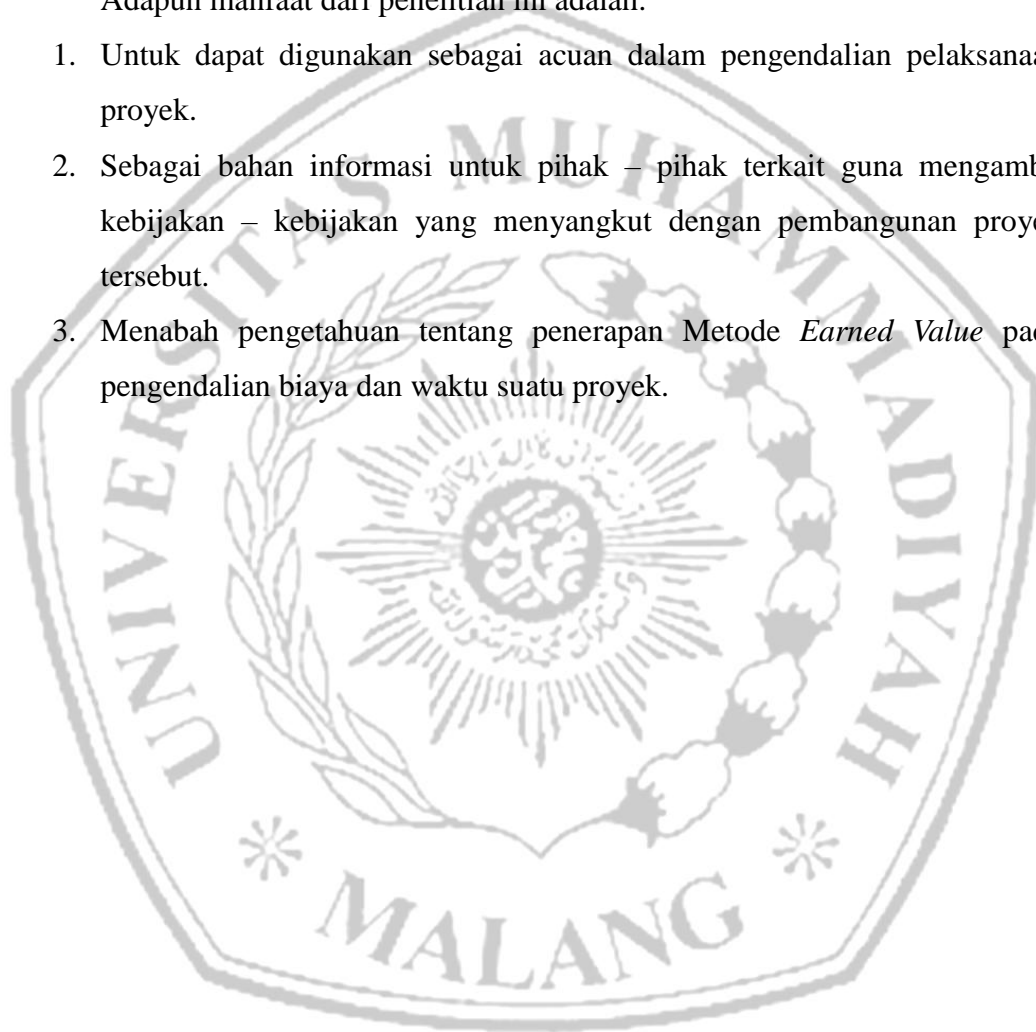 Adapun manfaat dari penelitian ini adalah:
1. Untuk dapat digunakan sebagai acuan dalam pengendalian pelaksanaa
proyek.
2. Sebagai bahan informasi untuk pihak – pihak terkait guna mengamb
kebijakan – kebijakan yang menyangkut dengan pembangunan proye
tersebut.
3. Menabah pengetahuan tentang penerapan Metode Earned Value pad
pengendalian biaya dan waktu suatu proyek.
UNIVERSITAS MUHAMMADIYAH
MALANG